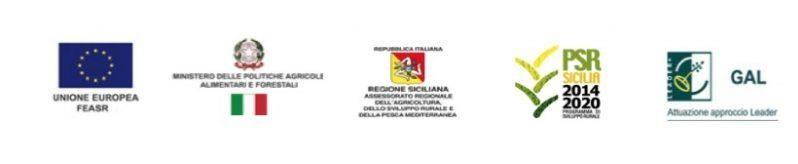 UNIONE EUROPEA
FEASR
MINISTERO DELLE POLITICHE AGRICOLE
ALIMENTARI E FORESTALI
REPUBBLICA ITALIANA
REGIONE SICILIANA
ASSESSORATO REGIONALE
DELL'AGRICOLTURA,
DELLO SVILUPPO RURALE E
DELLA PESCA MEDITERRANEA
PSR
SICILIA
2014
2020
PROGRAMMA DI
SVILUPPO RURALE
LEADER
GAL
Attuazione approccio Leader